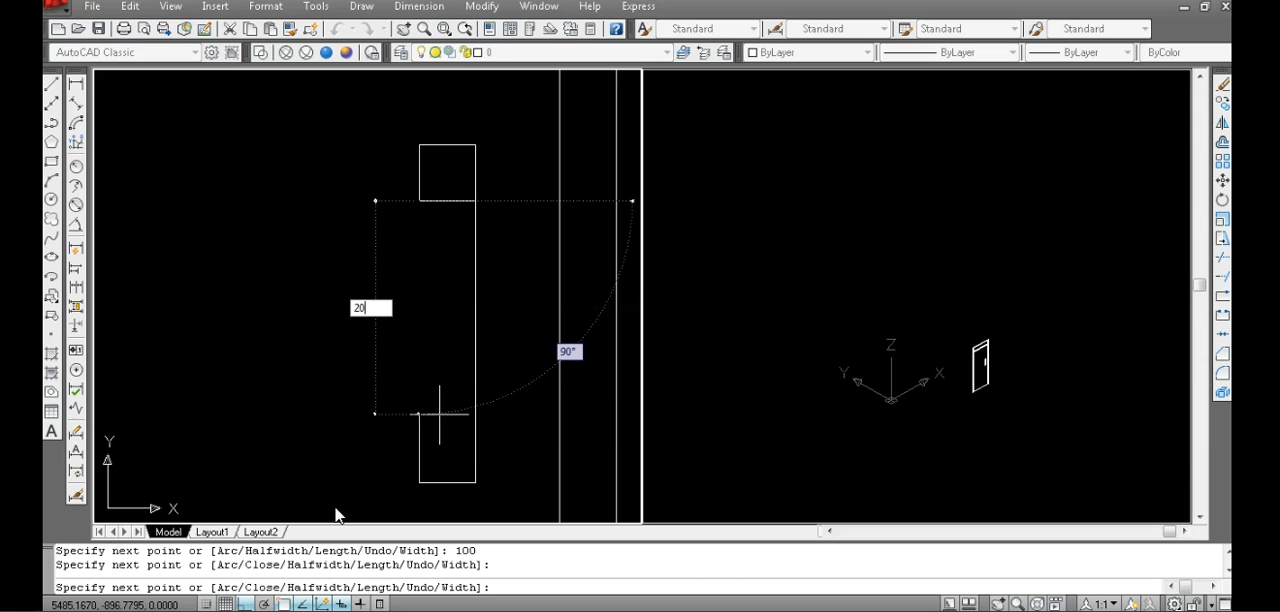 File Edit View Insert Format Tools Draw Dimension Modify Window Help Express
Standard Standard Standard Standard
AutoCAD Classic 0 ByLayer ByLayer ByLayer ByColor
20
90°
Z
Y X
Y
X
Model Layout1 Layout2
Specify next point or [Arc/Halfwidth/Length/Undo/Width]: 100
Specify next point or [Arc/Close/Halfwidth/Length/Undo/Width]:
Specify next point or [Arc/Close/Halfwidth/Length/Undo/Width]:
5485.1670, -896.7795, 0.0000 1:1